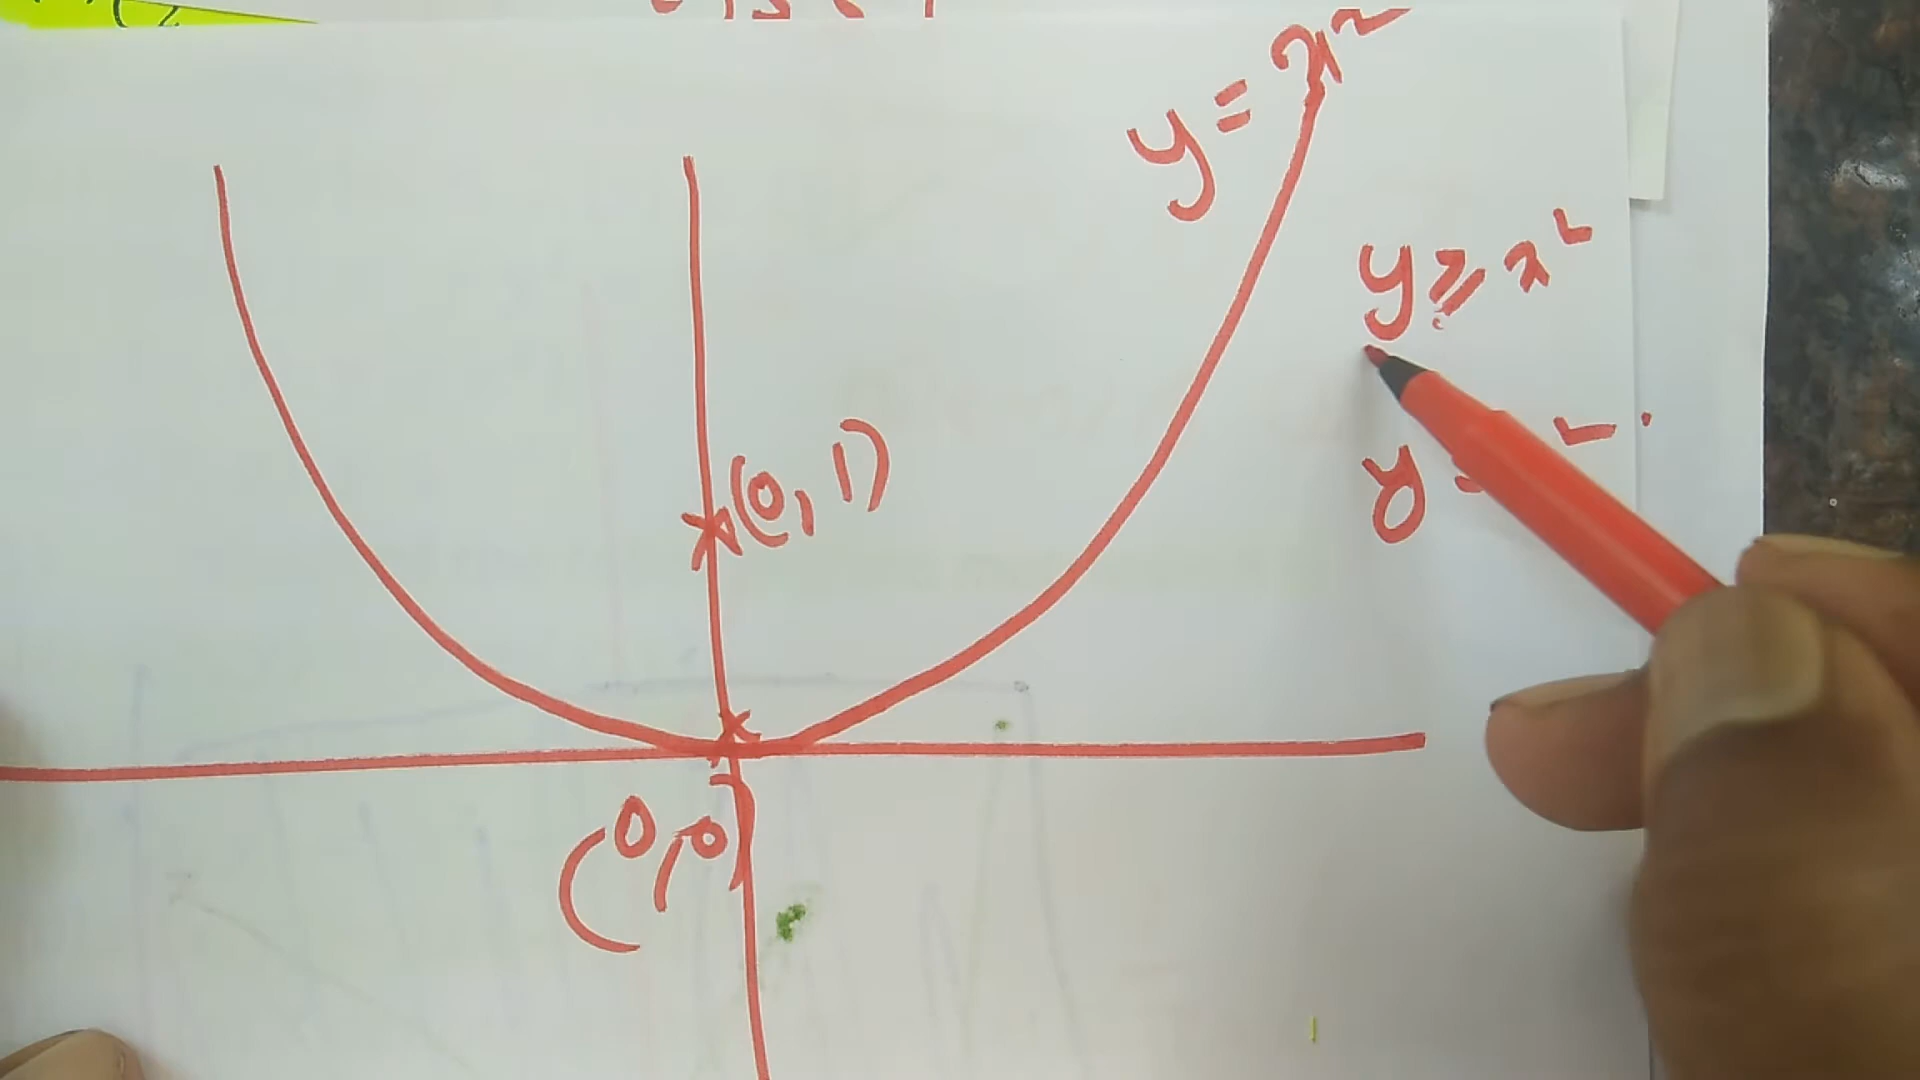 y = x²
y ≥ x²
(0, 1)
y
(0, 0)